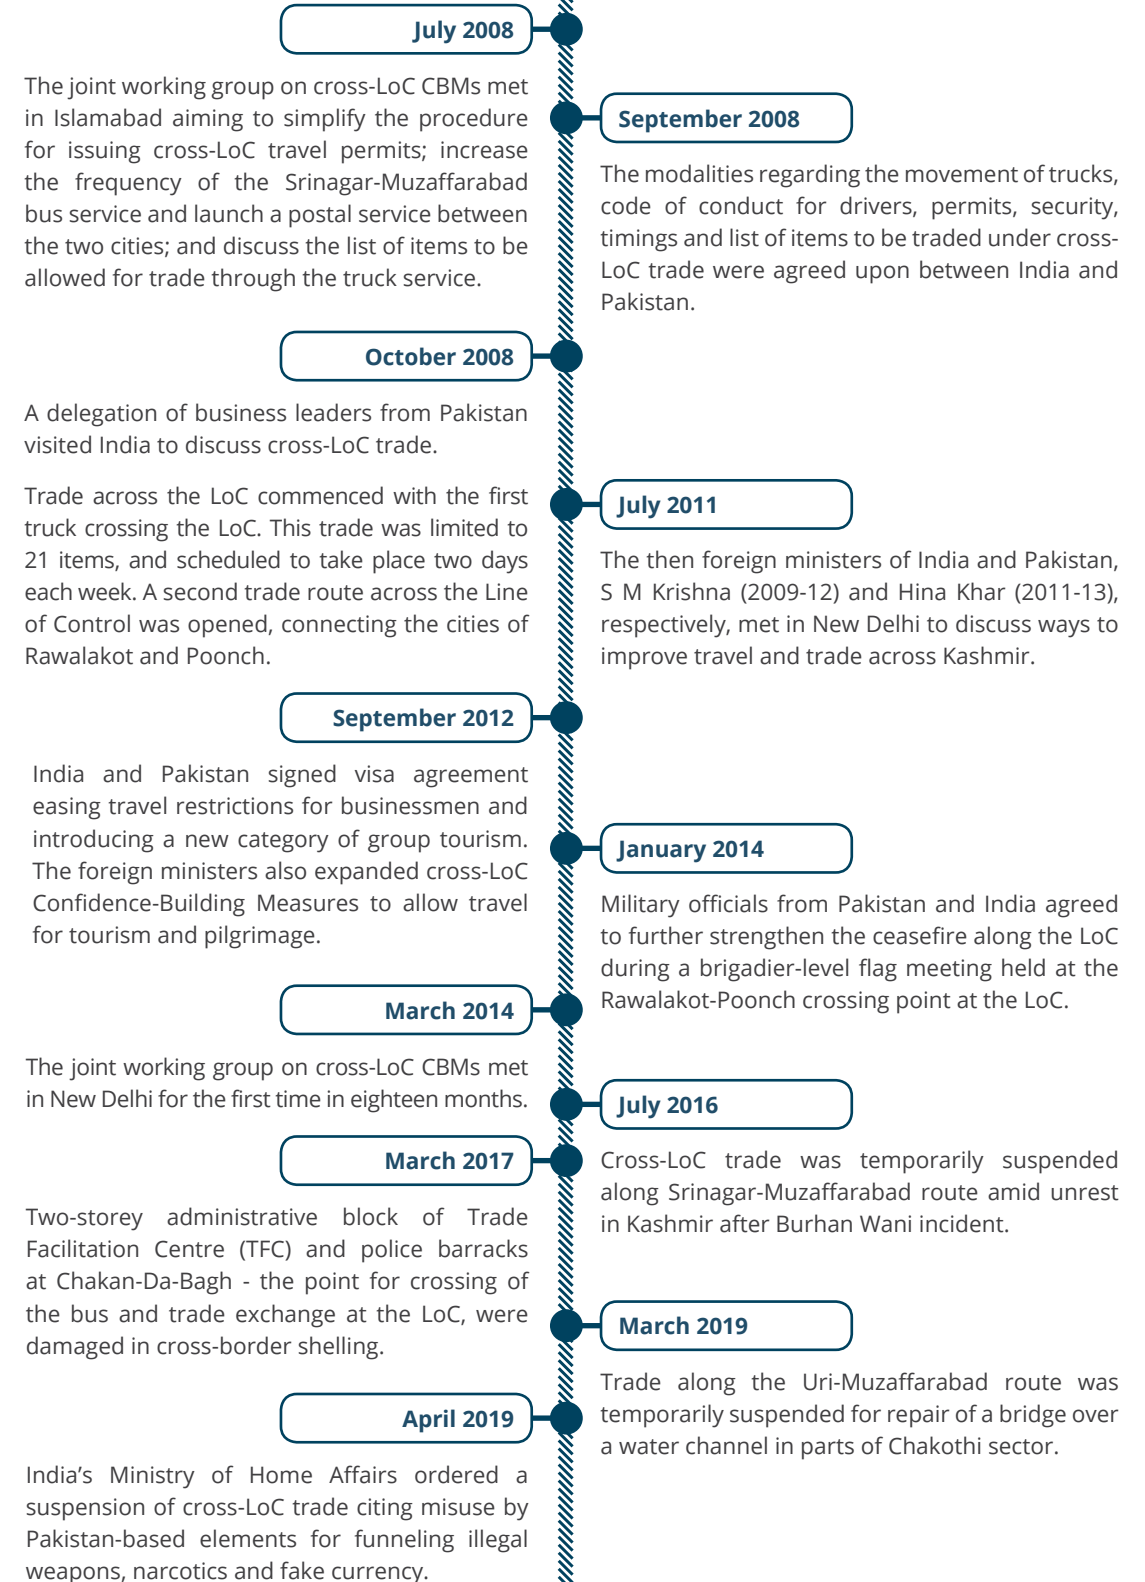 July 2008
The joint working group on cross-LoC CBMs met
in Islamabad aiming to simplify the procedure
for issuing cross-LoC travel permits; increase
the frequency of the Srinagar-Muzaffarabad
bus service and launch a postal service between
the two cities; and discuss the list of items to be
allowed for trade through the truck service.
September 2008
The modalities regarding the movement of trucks,
code of conduct for drivers, permits, security,
timings and list of items to be traded under cross-
LoC trade were agreed upon between India and
Pakistan.
October 2008
A delegation of business leaders from Pakistan
visited India to discuss cross-LoC trade.
Trade across the LoC commenced with the first
truck crossing the LoC. This trade was limited to
21 items, and scheduled to take place two days
each week. A second trade route across the Line
of Control was opened, connecting the cities of
Rawalakot and Poonch.
July 2011
The then foreign ministers of India and Pakistan,
S M Krishna (2009-12) and Hina Khar (2011-13),
respectively, met in New Delhi to discuss ways to
improve travel and trade across Kashmir.
September 2012
India and Pakistan signed visa agreement
easing travel restrictions for businessmen and
introducing a new category of group tourism.
The foreign ministers also expanded cross-LoC
Confidence-Building Measures to allow travel
for tourism and pilgrimage.
January 2014
Military officials from Pakistan and India agreed
to further strengthen the ceasefire along the LoC
during a brigadier-level flag meeting held at the
Rawalakot-Poonch crossing point at the LoC.
March 2014
The joint working group on cross-LoC CBMs met
in New Delhi for the first time in eighteen months.
July 2016
Cross-LoC trade was temporarily suspended
along Srinagar-Muzaffarabad route amid unrest
in Kashmir after Burhan Wani incident.
March 2017
Two-storey administrative block of Trade
Facilitation Centre (TFC) and police barracks
at Chakan-Da-Bagh - the point for crossing of
the bus and trade exchange at the LoC, were
damaged in cross-border shelling.
March 2019
Trade along the Uri-Muzaffarabad route was
temporarily suspended for repair of a bridge over
a water channel in parts of Chakothi sector.
April 2019
India’s Ministry of Home Affairs ordered a
suspension of cross-LoC trade citing misuse by
Pakistan-based elements for funneling illegal
weapons, narcotics and fake currency.